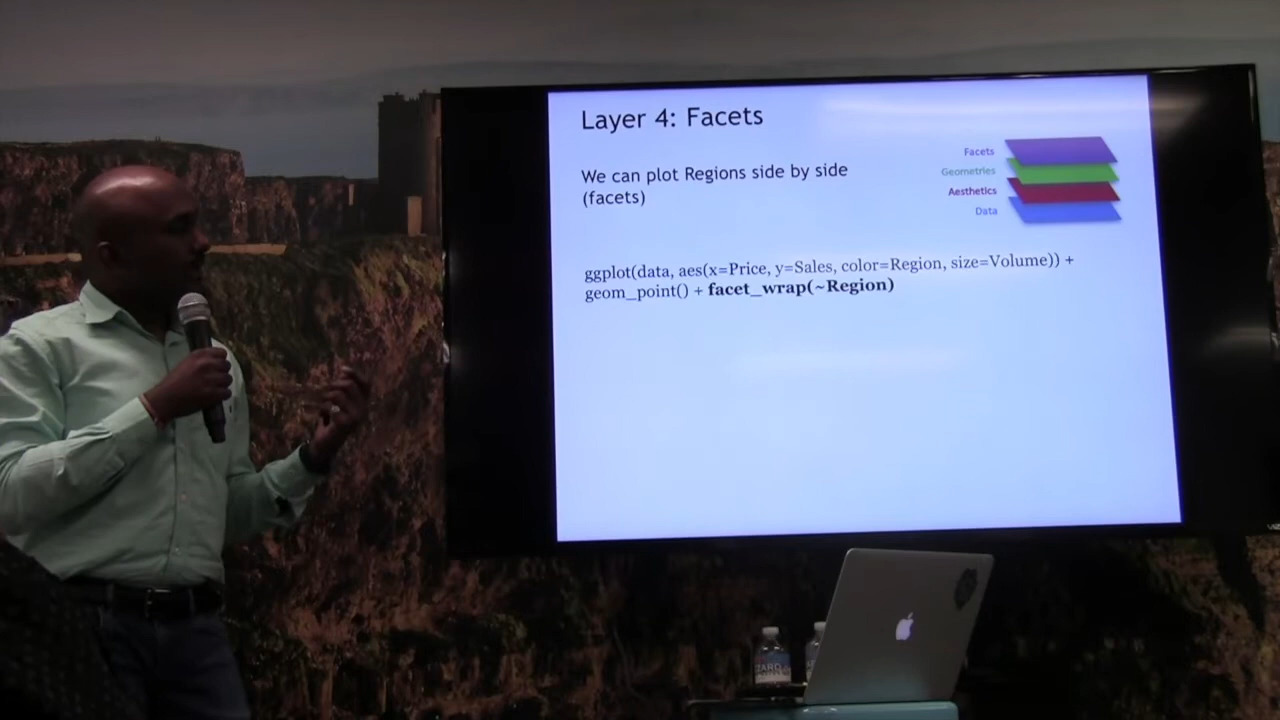 Layer 4: Facets
We can plot Regions side by side
(facets)
Facets
Geometries
Aesthetics
Data
ggplot(data, aes(x=Price, y=Sales, color=Region, size=Volume)) +
geom_point() + facet_wrap(~Region)